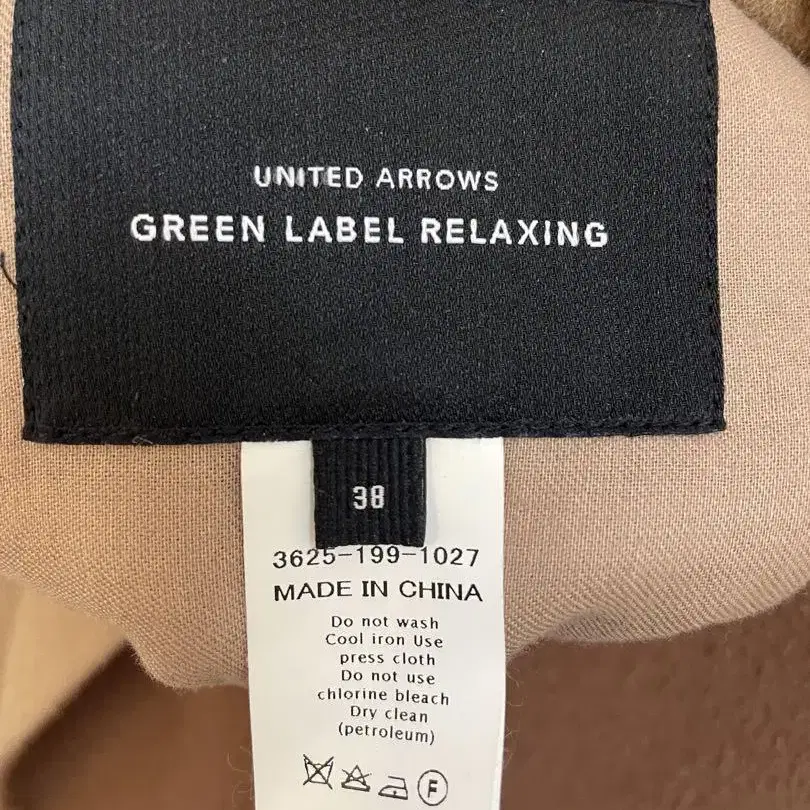 UNITED ARROWS
GREEN LABEL RELAXING
38
3625-199-1027
MADE IN CHINA
Do not wash
Cool iron Use
press cloth
Do not use
chlorine bleach
Dry clean
(petroleum)
F